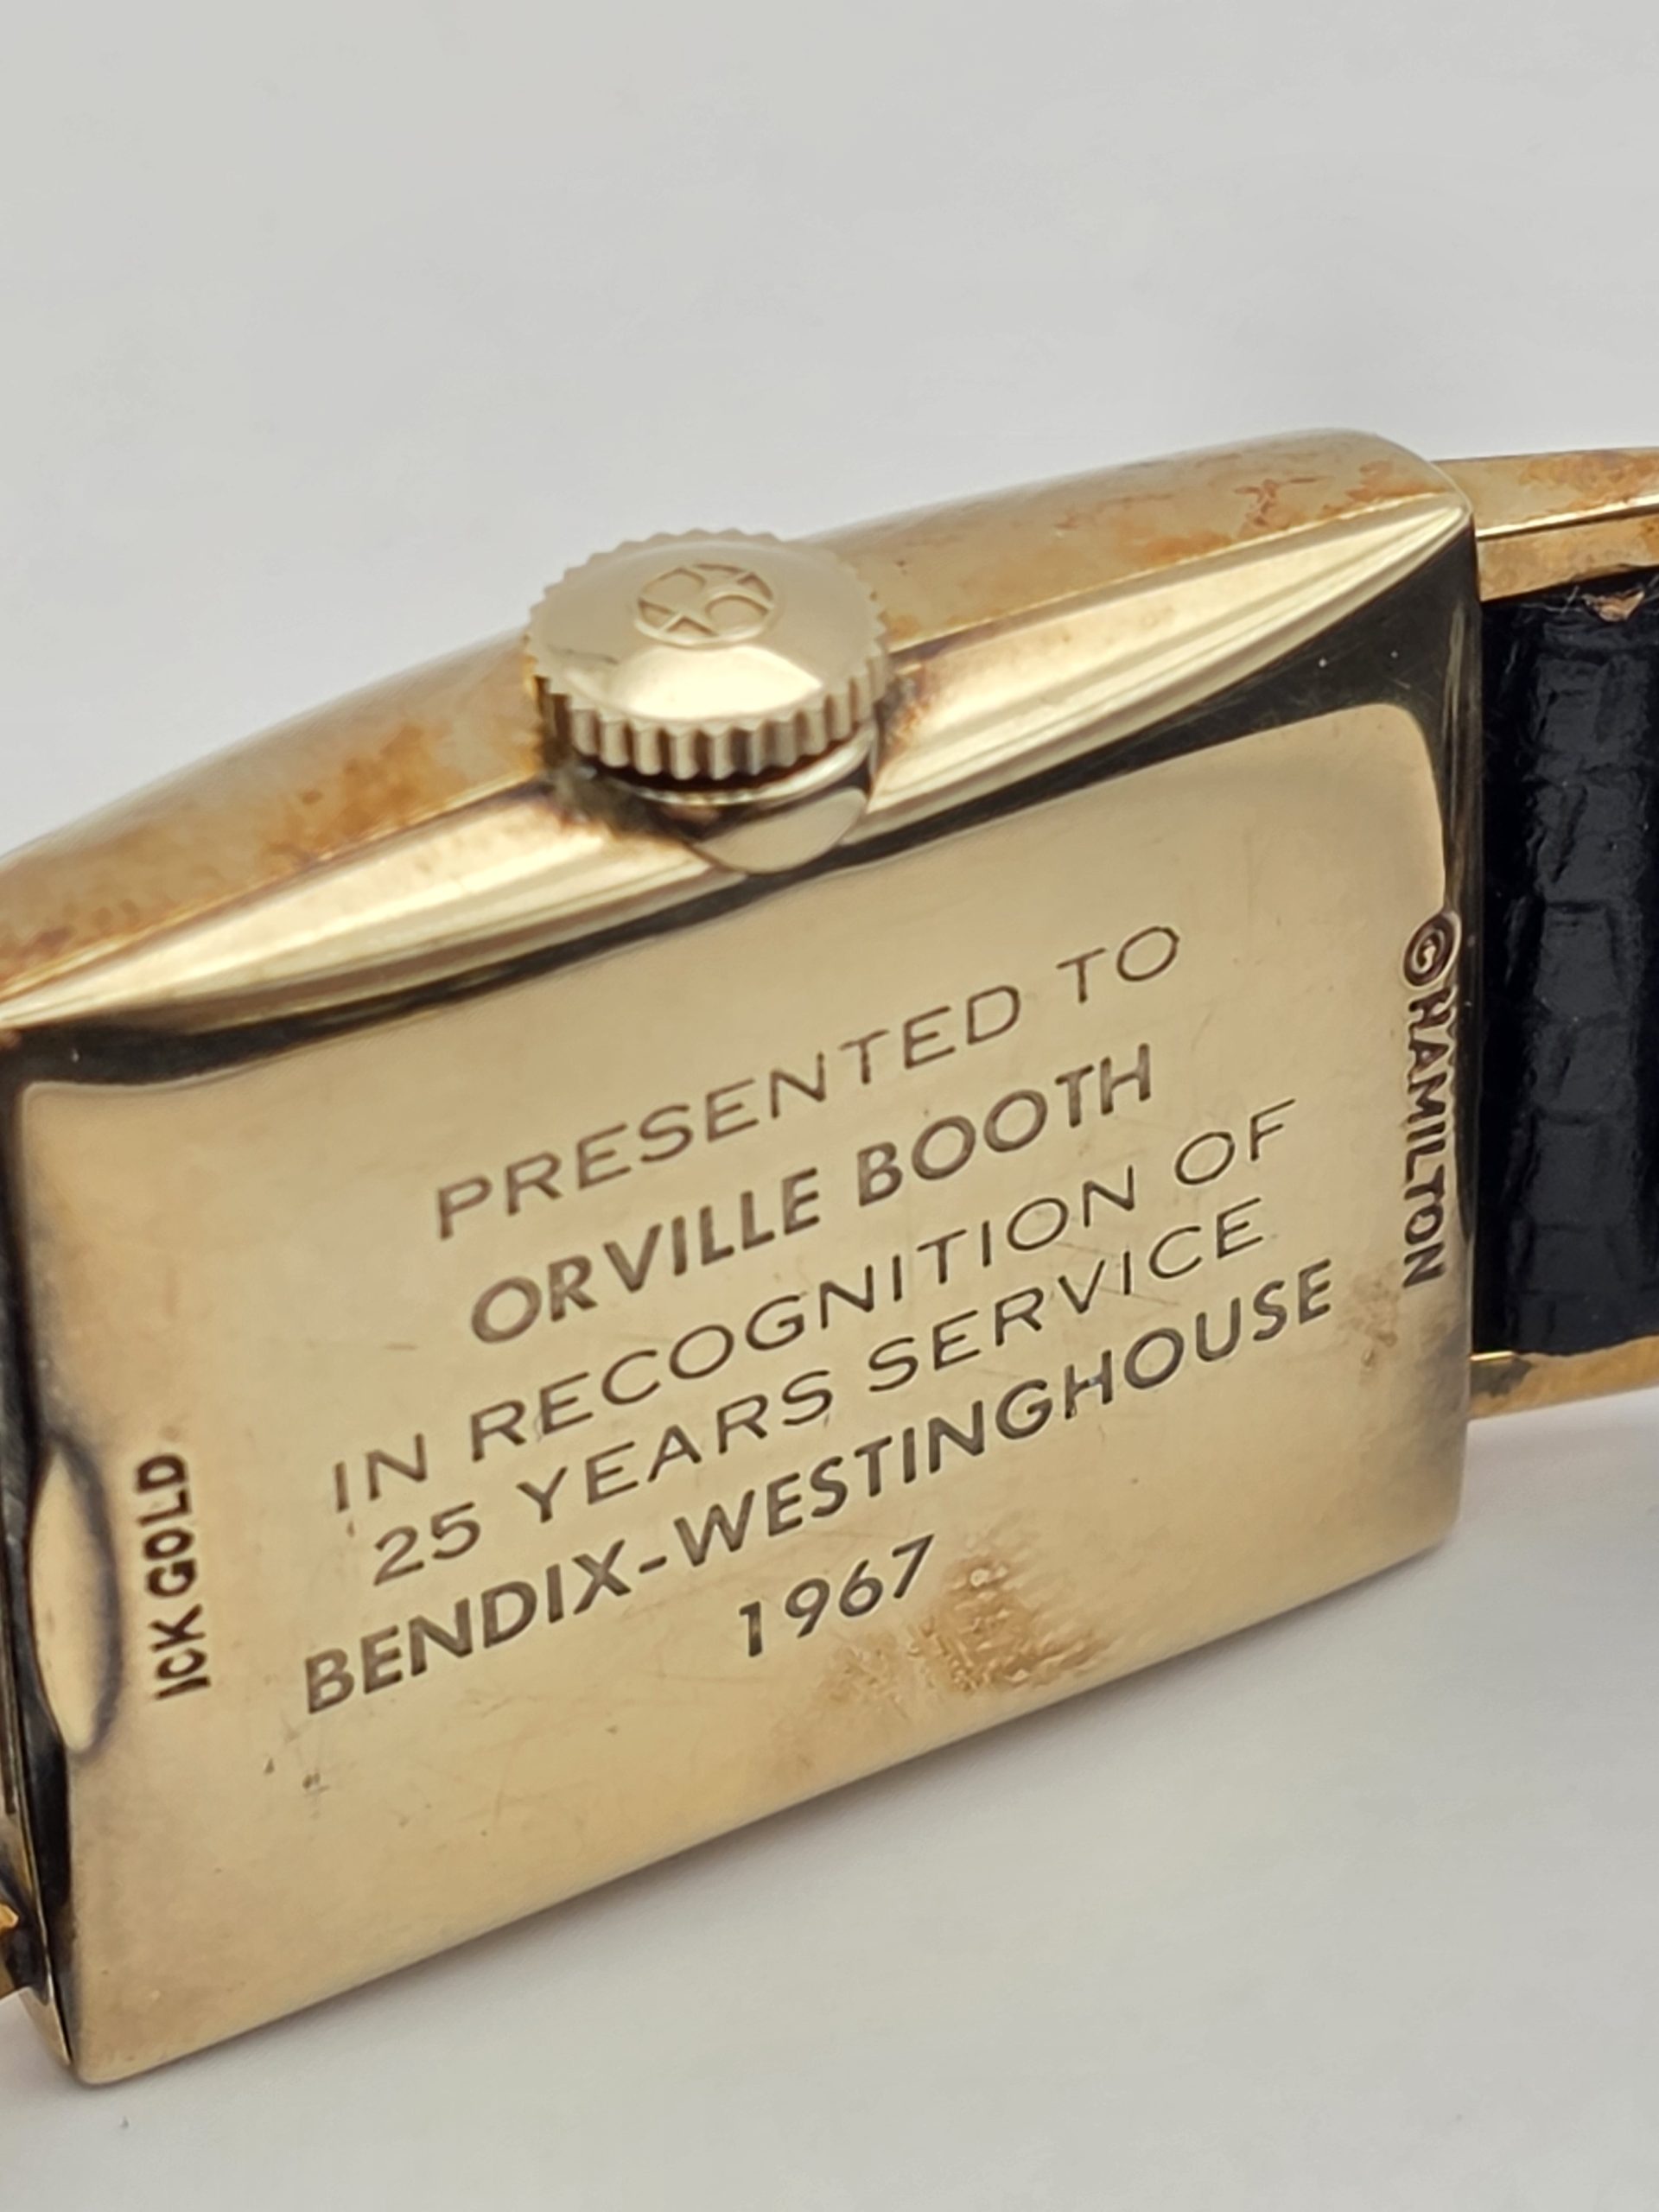 PRESENTED TO
ORVILLE BOOTH
IN RECOGNITION OF
25 YEARS SERVICE
BENDIX-WESTINGHOUSE
1967
© HAMILTON
10K GOLD